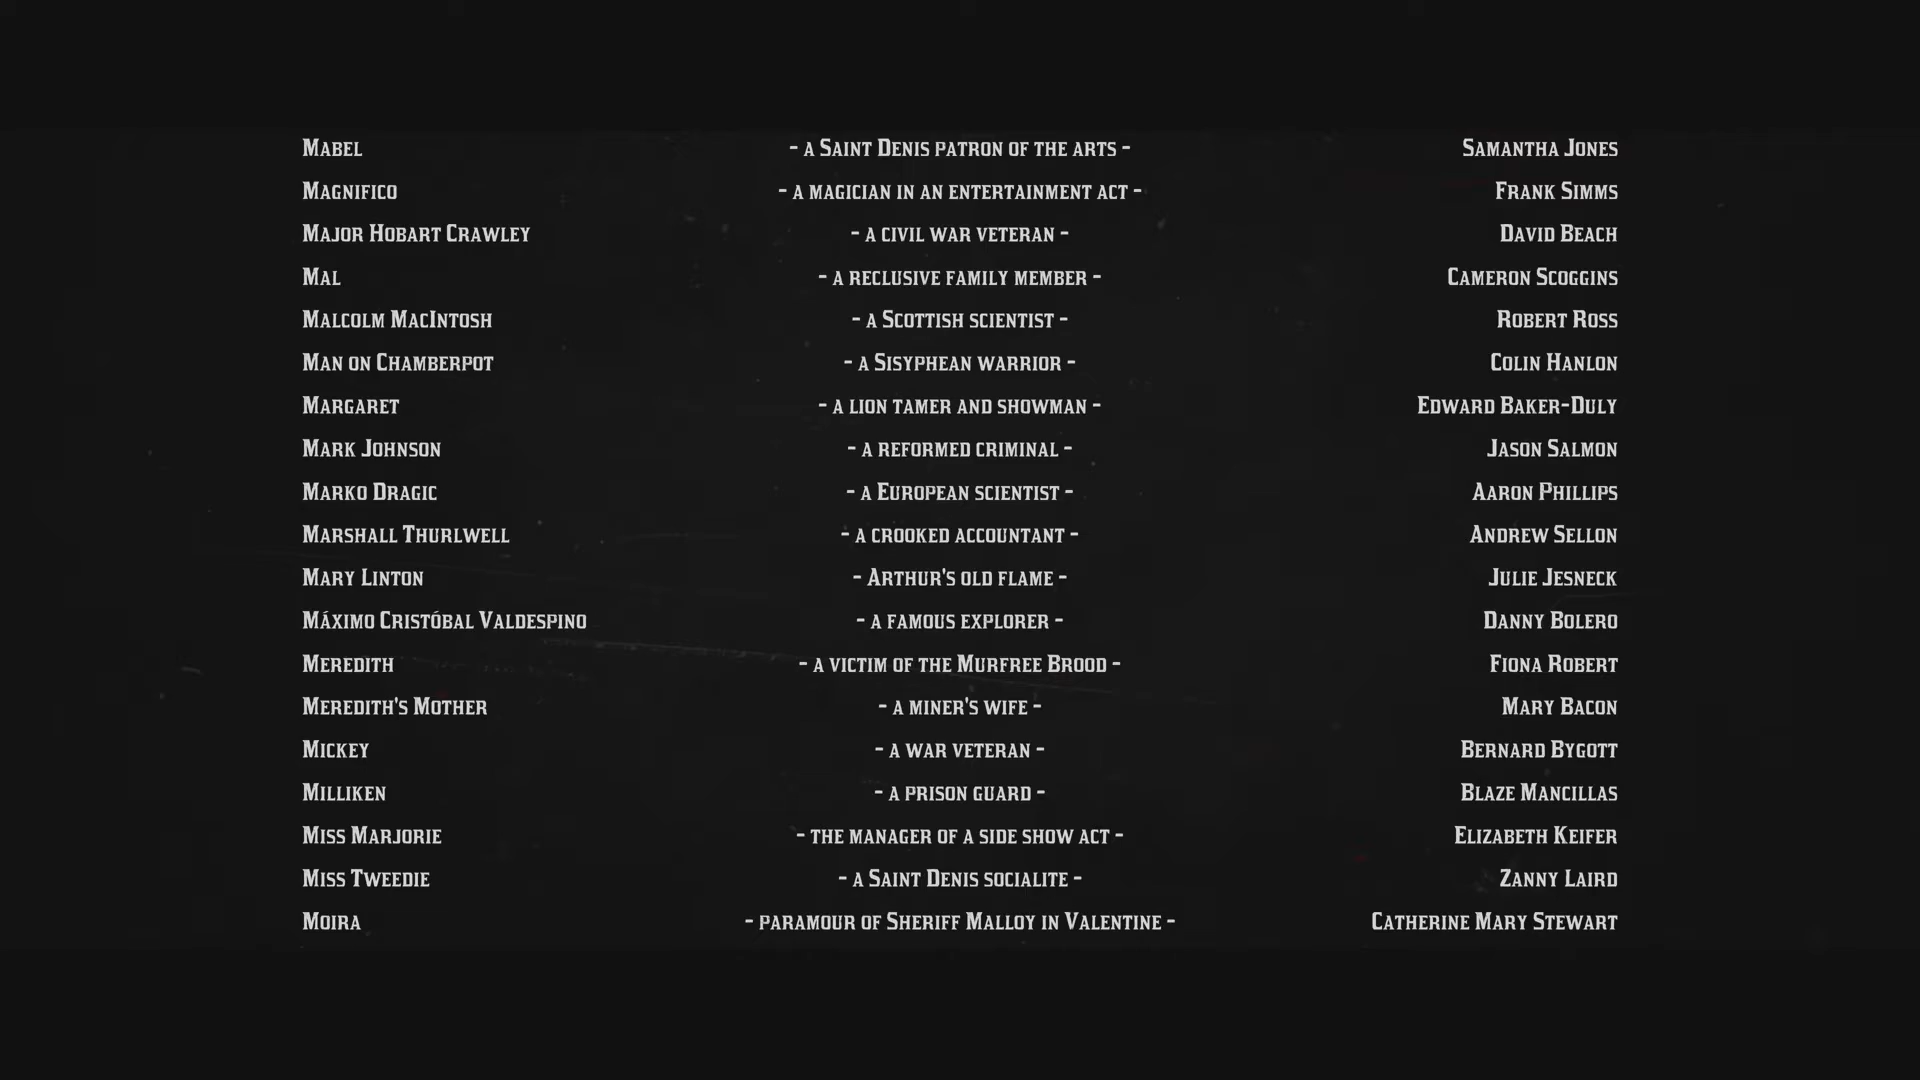 Mabel - a Saint Denis patron of the arts - Samantha Jones
Magnifico - a magician in an entertainment act - Frank Simms
Major Hobart Crawley - a civil war veteran - David Beach
Mal - a reclusive family member - Cameron Scoggins
Malcolm MacIntosh - a Scottish scientist - Robert Ross
Man on Chamberpot - a Sisyphean warrior - Colin Hanlon
Margaret - a lion tamer and showman - Edward Baker-Duly
Mark Johnson - a reformed criminal - Jason Salmon
Marko Dragic - a European scientist - Aaron Phillips
Marshall Thurlwell - a crooked accountant - Andrew Sellon
Mary Linton - Arthur's old flame - Julie Jesneck
Máximo Cristóbal Valdespino - a famous explorer - Danny Bolero
Meredith - a victim of the Murfree Brood - Fiona Robert
Meredith's Mother - a miner's wife - Mary Bacon
Mickey - a war veteran - Bernard Bygott
Milliken - a prison guard - Blaze Mancillas
Miss Marjorie - the manager of a side show act - Elizabeth Keifer
Miss Tweedie - a Saint Denis socialite - Zanny Laird
Moira - paramour of Sheriff Malloy in Valentine - Catherine Mary Stewart